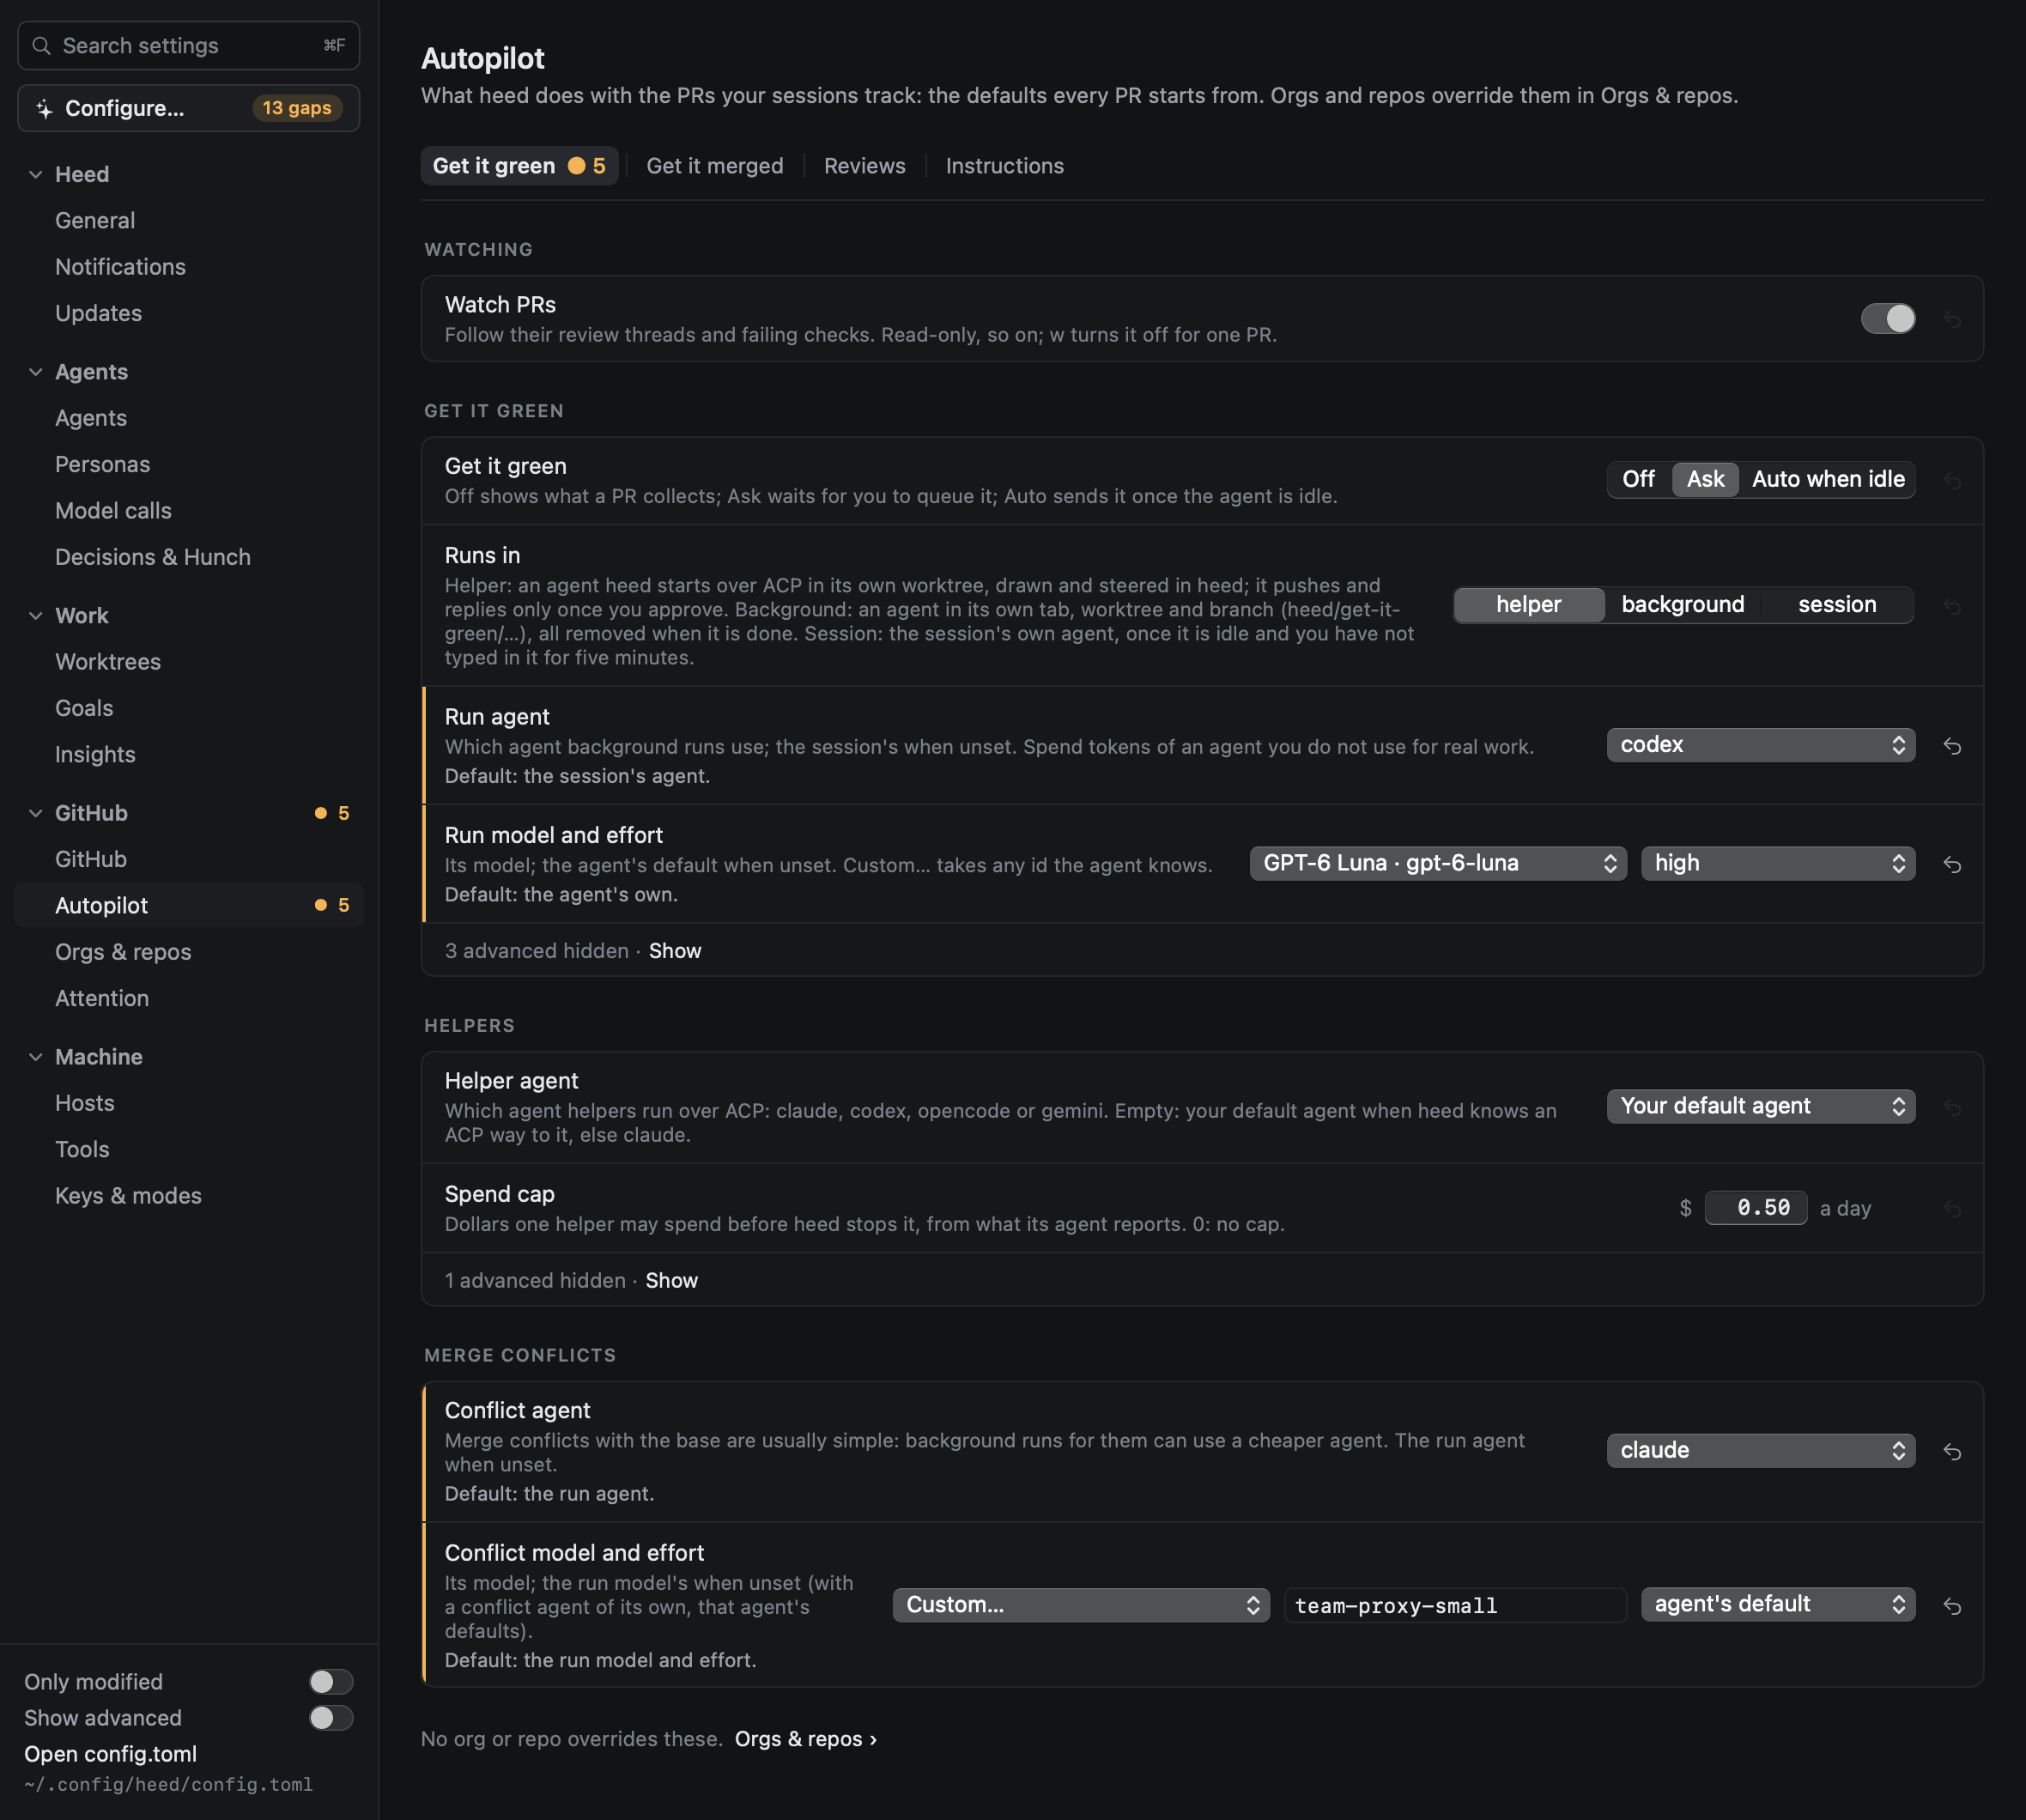 Search settings ⌘F
Configure... 13 gaps
Heed
General
Notifications
Updates
Agents
Agents
Personas
Model calls
Decisions & Hunch
Work
Worktrees
Goals
Insights
GitHub 5
GitHub
Autopilot 5
Orgs & repos
Attention
Machine
Hosts
Tools
Keys & modes
Only modified
Show advanced
Open config.toml
~/.config/heed/config.toml
Autopilot
What heed does with the PRs your sessions track: the defaults every PR starts from. Orgs and repos override them in Orgs & repos.
Get it green 5 Get it merged Reviews Instructions
WATCHING
Watch PRs
Follow their review threads and failing checks. Read-only, so on; w turns it off for one PR.
GET IT GREEN
Get it green
Off shows what a PR collects; Ask waits for you to queue it; Auto sends it once the agent is idle.
Off Ask Auto when idle
Runs in
Helper: an agent heed starts over ACP in its own worktree, drawn and steered in heed; it pushes and
replies only once you approve. Background: an agent in its own tab, worktree and branch (heed/get-it-
green/...), all removed when it is done. Session: the session's own agent, once it is idle and you have not
typed in it for five minutes.
helper background session
Run agent
Which agent background runs use; the session's when unset. Spend tokens of an agent you do not use for real work.
Default: the session's agent.
codex
Run model and effort
Its model; the agent's default when unset. Custom... takes any id the agent knows.
Default: the agent's own.
GPT-6 Luna · gpt-6-luna high
3 advanced hidden · Show
HELPERS
Helper agent
Which agent helpers run over ACP: claude, codex, opencode or gemini. Empty: your default agent when heed knows an
ACP way to it, else claude.
Your default agent
Spend cap
Dollars one helper may spend before heed stops it, from what its agent reports. 0: no cap.
$ 0.50 a day
1 advanced hidden · Show
MERGE CONFLICTS
Conflict agent
Merge conflicts with the base are usually simple: background runs for them can use a cheaper agent. The run agent
when unset.
Default: the run agent.
claude
Conflict model and effort
Its model; the run model's when unset (with
a conflict agent of its own, that agent's
defaults).
Default: the run model and effort.
Custom... team-proxy-small agent's default
No org or repo overrides these. Orgs & repos ›